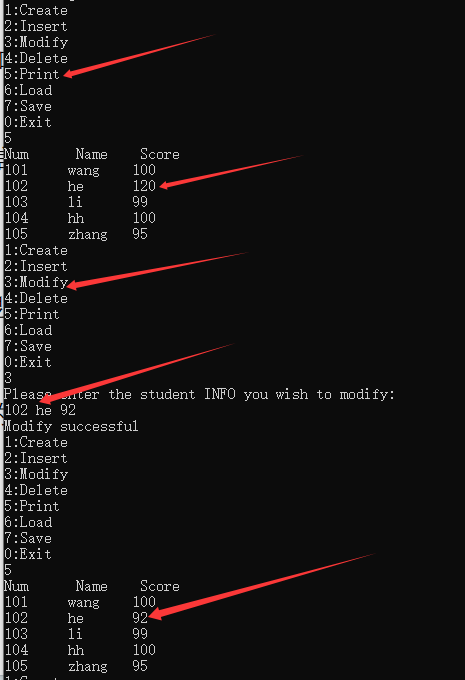 1:Create
2:Insert
3:Modify
4:Delete
5:Print
6:Load
7:Save
0:Exit
5
Num Name Score
101 wang 100
102 he 120
103 li 99
104 hh 100
105 zhang 95
1:Create
2:Insert
3:Modify
4:Delete
5:Print
6:Load
7:Save
0:Exit
3
Please enter the student INFO you wish to modify:
102 he 92
Modify successful
1:Create
2:Insert
3:Modify
4:Delete
5:Print
6:Load
7:Save
0:Exit
5
Num Name Score
101 wang 100
102 he 92
103 li 99
104 hh 100
105 zhang 95